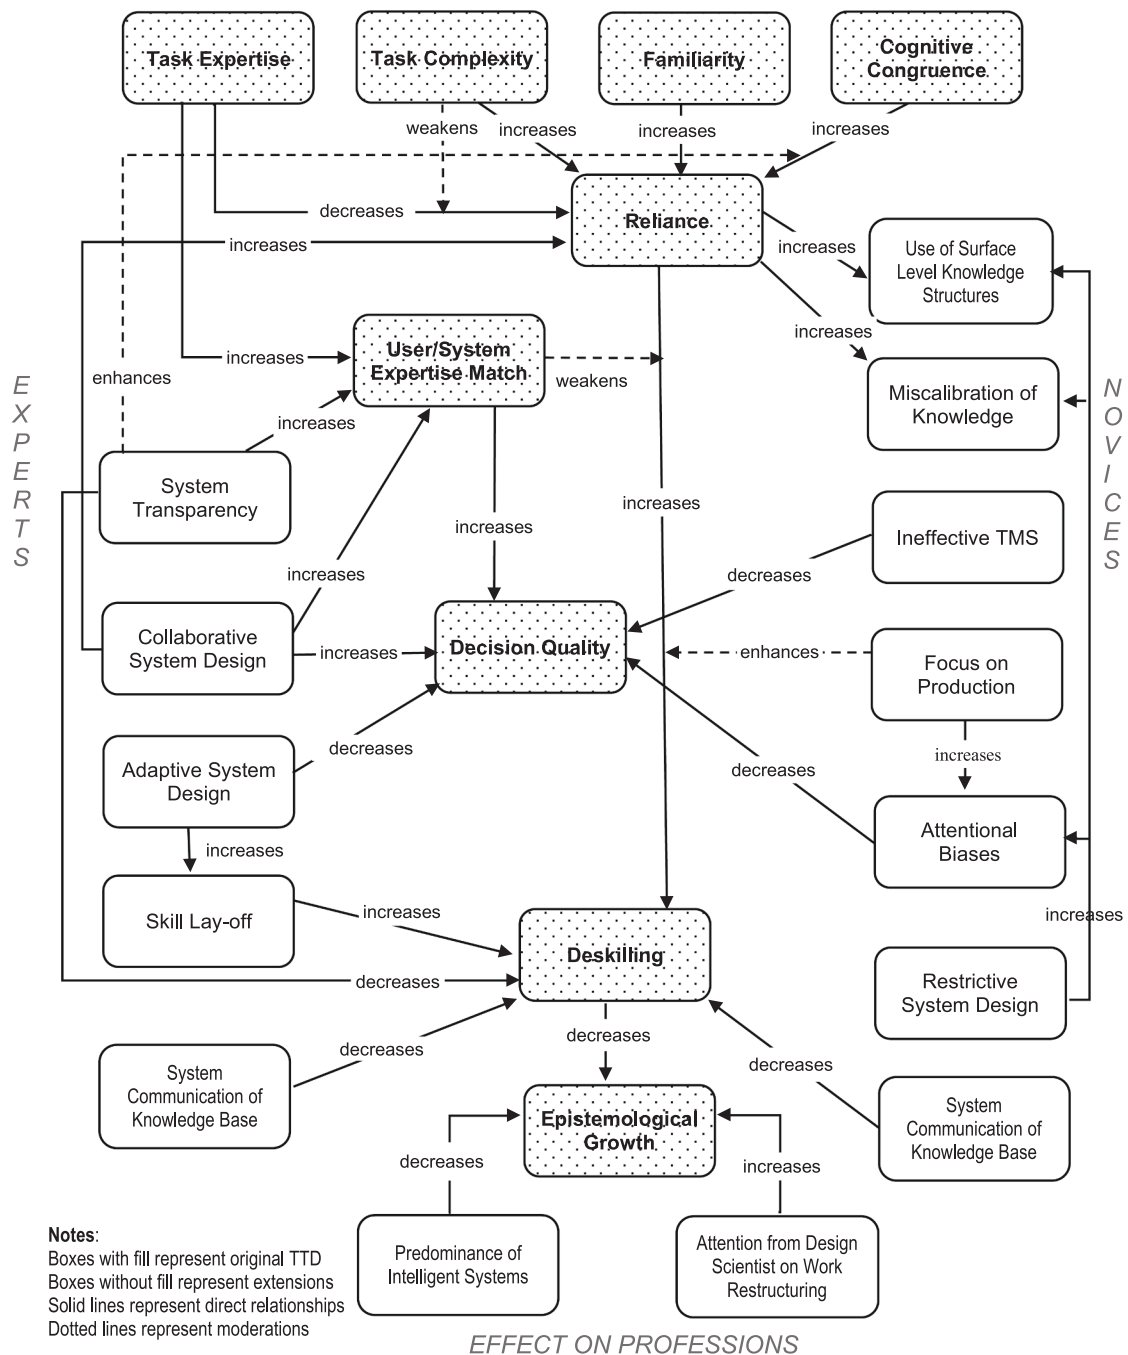 Task Expertise
Task Complexity
Familiarity
Cognitive
Congruence
weakens
increases
increases
increases
decreases
Reliance
increases
increases
Use of Surface
Level Knowledge
Structures
increases
User/System
Expertise Match
increases
weakens
enhances
increases
Miscalibration of
Knowledge
EXPERTS
NOVICES
System
Transparency
increases
increases
Ineffective TMS
increases
decreases
Collaborative
System Design
increases
Decision Quality
enhances
Focus on
Production
decreases
increases
Adaptive System
Design
decreases
increases
Attentional
Biases
increases
Skill Lay-off
increases
Deskilling
decreases
Restrictive
System Design
decreases
decreases
decreases
System
Communication of
Knowledge Base
Epistemological
Growth
System
Communication of
Knowledge Base
decreases
increases
Predominance of
Intelligent Systems
Attention from Design
Scientist on Work
Restructuring
Notes:
Boxes with fill represent original TTD
Boxes without fill represent extensions
Solid lines represent direct relationships
Dotted lines represent moderations
EFFECT ON PROFESSIONS